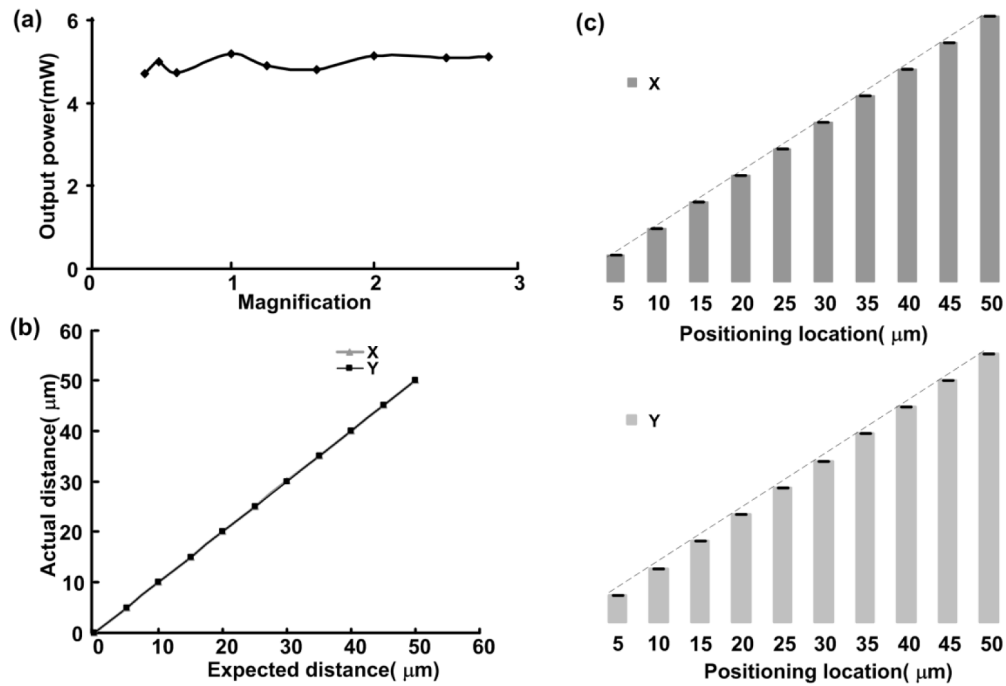 (a)
6
4
2
0
Output power(mW)
0 1 2 3
Magnification
(b)
60
50
40
30
20
10
0
Actual distance( μm)
X
Y
0 10 20 30 40 50 60
Expected distance( μm)
(c)
X
5 10 15 20 25 30 35 40 45 50
Positioning location( μm)
Y
5 10 15 20 25 30 35 40 45 50
Positioning location( μm)